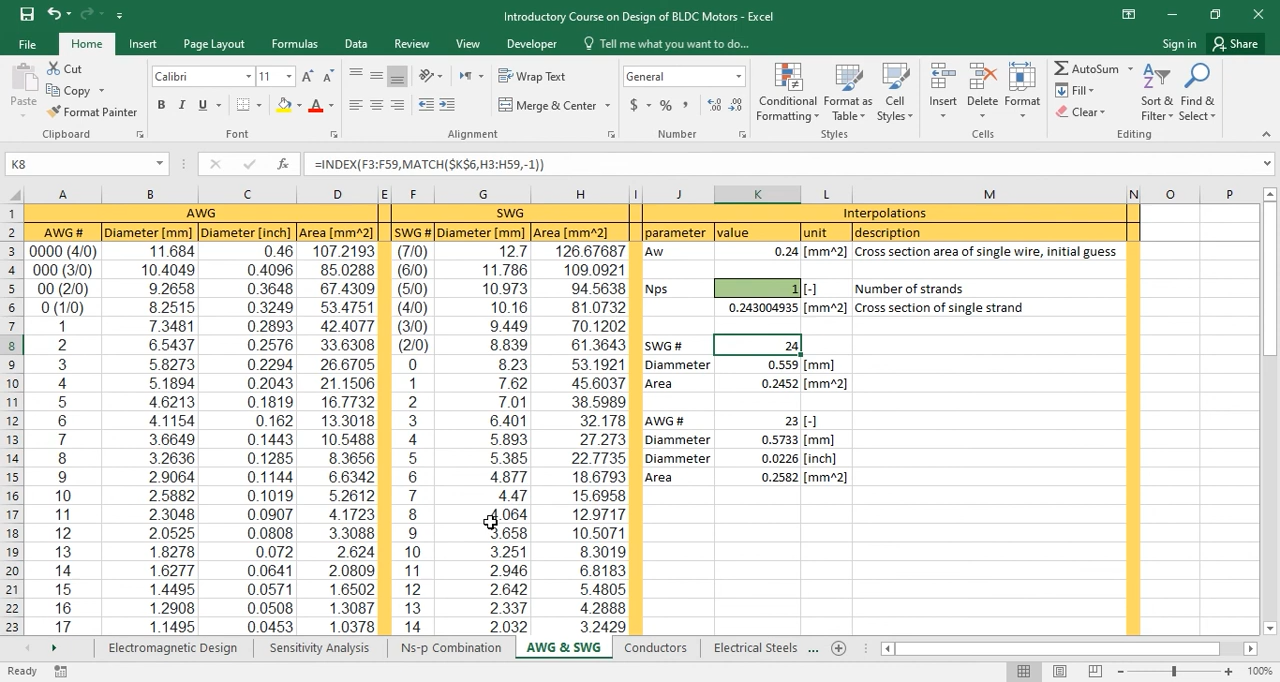 Introductory Course on Design of BLDC Motors - Excel
File Home Insert Page Layout Formulas Data Review View Developer Tell me what you want to do... Sign in Share
Paste Cut Copy Format Painter Clipboard
Calibri 11 B I U A Font
Wrap Text Merge & Center Alignment
General $ % , Number
Conditional Formatting Format as Table Cell Styles Styles
Insert Delete Format Cells
AutoSum Fill Clear Sort & Filter Find & Select Editing
K8 fx =INDEX(F3:F59,MATCH($K$6,H3:H59,-1))
A B C D E F G H I J K L M N O P
1 AWG SWG Interpolations
2 AWG # Diameter [mm] Diameter [inch] Area [mm^2] SWG # Diameter [mm] Area [mm^2] parameter value unit description
3 0000 (4/0) 11.684 0.46 107.2193 (7/0) 12.7 126.67687 Aw 0.24 [mm^2] Cross section area of single wire, initial guess
4 000 (3/0) 10.4049 0.4096 85.0288 (6/0) 11.786 109.0921
5 00 (2/0) 9.2658 0.3648 67.4309 (5/0) 10.973 94.5638 Nps 1 [-] Number of strands
6 0 (1/0) 8.2515 0.3249 53.4751 (4/0) 10.16 81.0732 0.243004935 [mm^2] Cross section of single strand
7 1 7.3481 0.2893 42.4077 (3/0) 9.449 70.1202
8 2 6.5437 0.2576 33.6308 (2/0) 8.839 61.3643 SWG # 24
9 3 5.8273 0.2294 26.6705 0 8.23 53.1921 Diammeter 0.559 [mm]
10 4 5.1894 0.2043 21.1506 1 7.62 45.6037 Area 0.2452 [mm^2]
11 5 4.6213 0.1819 16.7732 2 7.01 38.5989
12 6 4.1154 0.162 13.3018 3 6.401 32.178 AWG # 23 [-]
13 7 3.6649 0.1443 10.5488 4 5.893 27.273 Diammeter 0.5733 [mm]
14 8 3.2636 0.1285 8.3656 5 5.385 22.7735 Diammeter 0.0226 [inch]
15 9 2.9064 0.1144 6.6342 6 4.877 18.6793 Area 0.2582 [mm^2]
16 10 2.5882 0.1019 5.2612 7 4.47 15.6958
17 11 2.3048 0.0907 4.1723 8 4.064 12.9717
18 12 2.0525 0.0808 3.3088 9 3.658 10.5071
19 13 1.8278 0.072 2.624 10 3.251 8.3019
20 14 1.6277 0.0641 2.0809 11 2.946 6.8183
21 15 1.4495 0.0571 1.6502 12 2.642 5.4805
22 16 1.2908 0.0508 1.3087 13 2.337 4.2888
23 17 1.1495 0.0453 1.0378 14 2.032 3.2429
Electromagnetic Design Sensitivity Analysis Ns-p Combination AWG & SWG Conductors Electrical Steels ...
Ready 100%